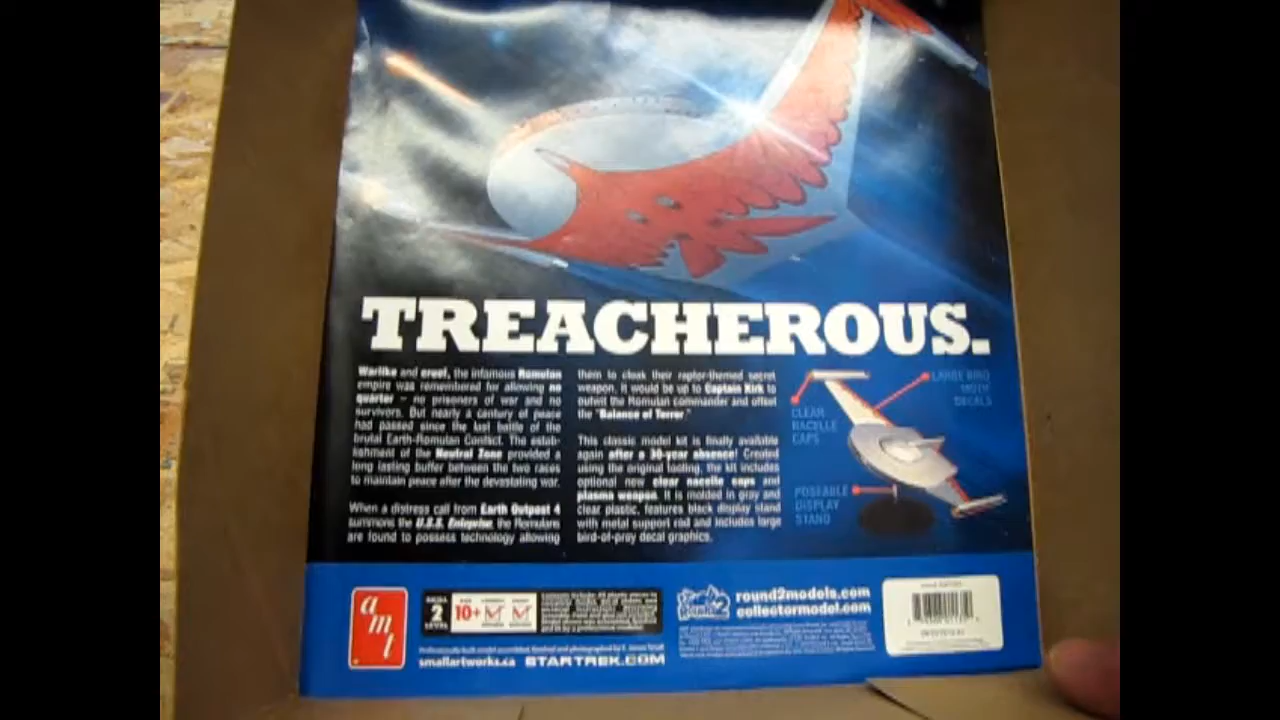 TREACHEROUS.
Warlike and cruel, the infamous Romulan
empire was remembered for allowing no
quarter – no prisoners of war and no
survivors. But nearly a century of peace
had passed since the last battle of the
brutal Earth-Romulan Conflict. The estab-
lishment of the Neutral Zone provided a
long lasting buffer between the two races
to maintain peace after the devastating war.
When a distress call from Earth Outpost 4
summons the U.S.S. Enterprise, the Romulans
are found to possess technology allowing
them to cloak their raptor-themed secret
weapon. It would be up to Captain Kirk to
outwit the Romulan commander and offset
the "Balance of Terror."
This classic model kit is finally available
again after a 30-year absence! Created
using the original tooling, the kit includes
optional new clear nacelle caps and
plasma weapon. It is molded in gray and
clear plastic, features black display stand
with metal support rod and includes large
bird-of-prey decal graphics.
LARGE BIRD
MOTIF
DECALS
CLEAR
NACELLE
CAPS
POSEABLE
DISPLAY
STAND
amt
SKILL
2
LEVEL
10+
Round 2
round2models.com
collectormodel.com
smallartworks.ca STARTREK.COM